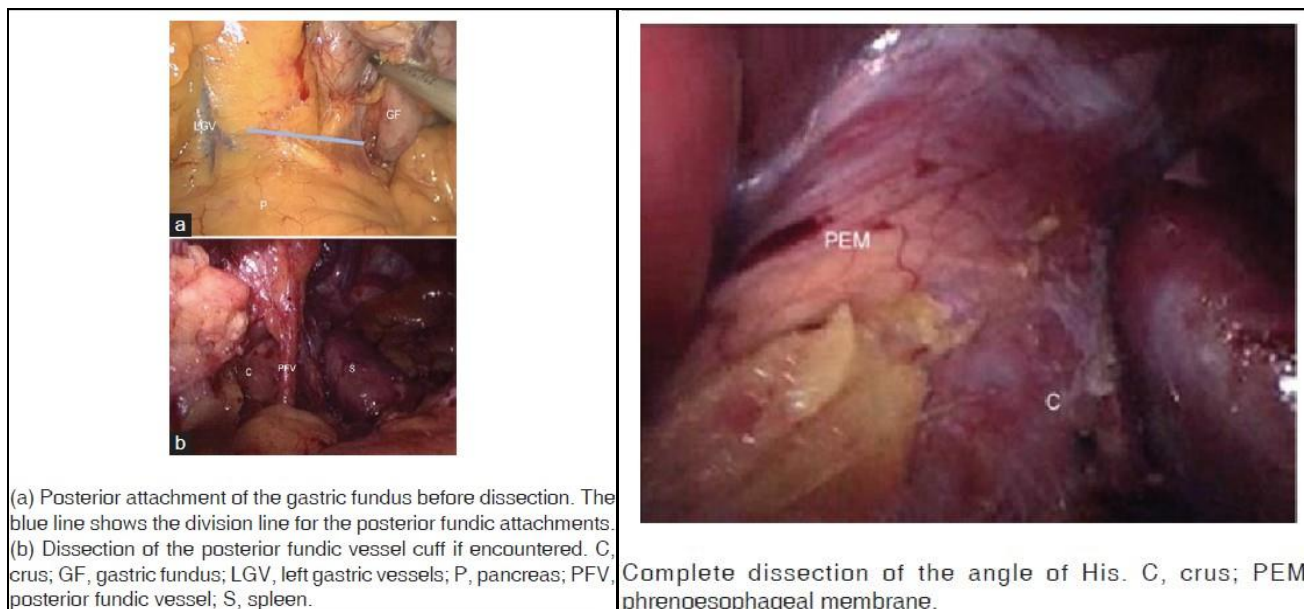 LGV
GF
P
a
C
PFV
S
b
(a) Posterior attachment of the gastric fundus before dissection. The
blue line shows the division line for the posterior fundic attachments.
(b) Dissection of the posterior fundic vessel cuff if encountered. C,
crus; GF, gastric fundus; LGV, left gastric vessels; P, pancreas; PFV,
posterior fundic vessel; S, spleen.
PEM
C
Complete dissection of the angle of His. C, crus; PEM
phrenoesophageal membrane.